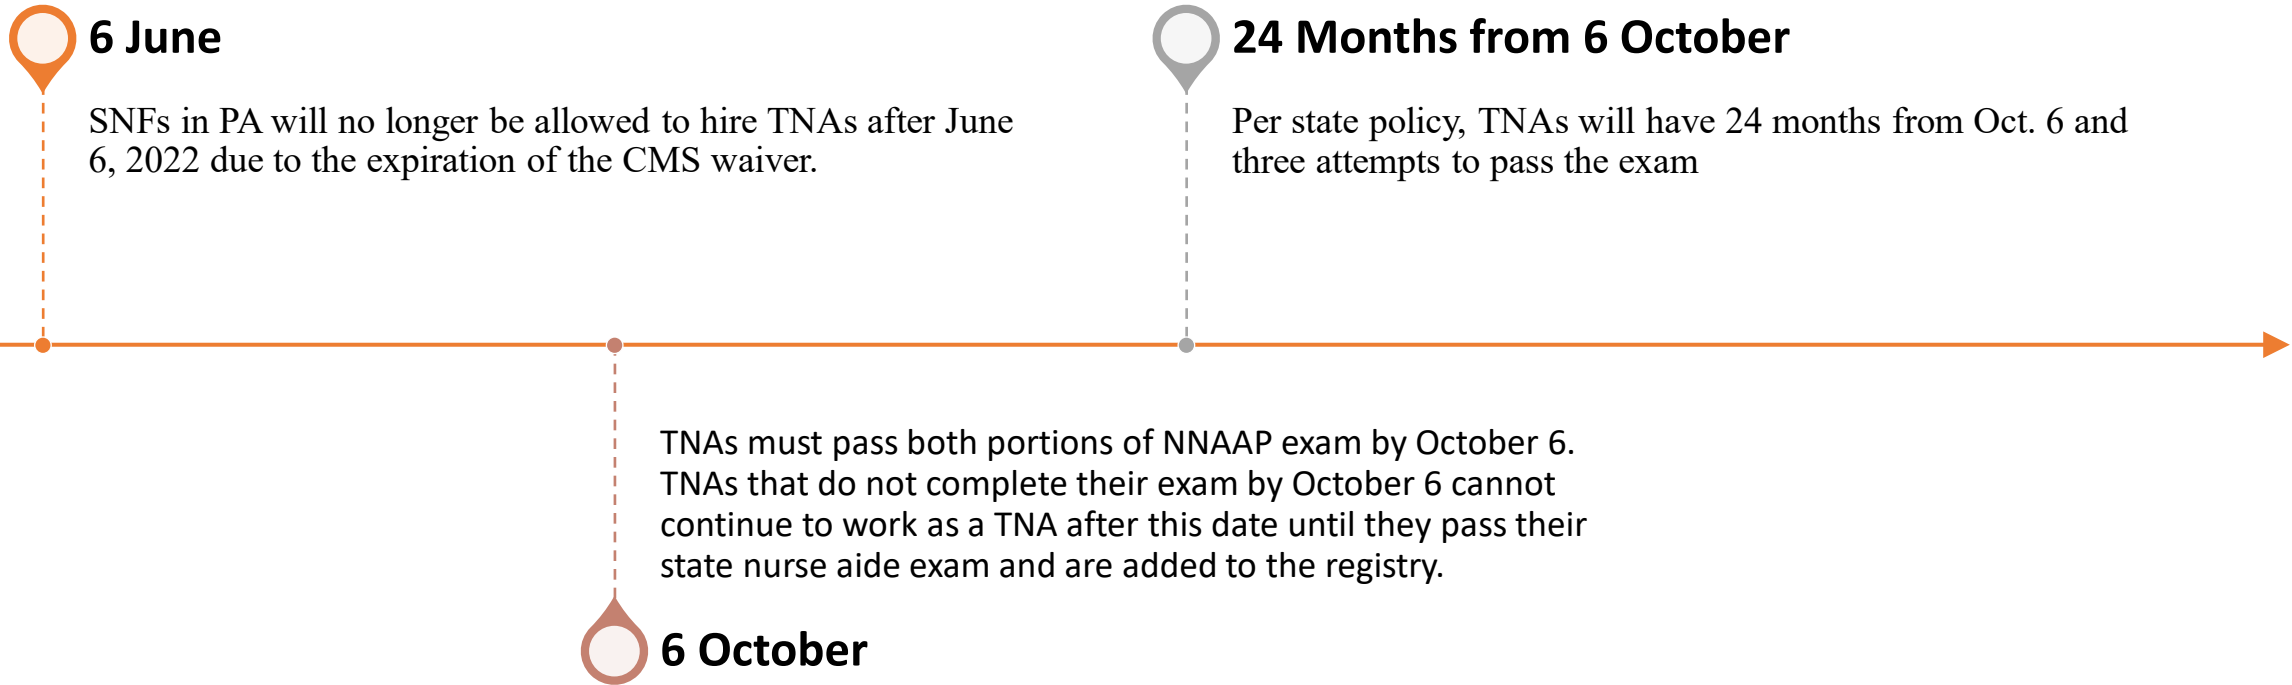 6 June
SNFs in PA will no longer be allowed to hire TNAs after June
6, 2022 due to the expiration of the CMS waiver.
24 Months from 6 October
Per state policy, TNAs will have 24 months from Oct. 6 and
three attempts to pass the exam
TNAs must pass both portions of NNAAP exam by October 6.
TNAs that do not complete their exam by October 6 cannot
continue to work as a TNA after this date until they pass their
state nurse aide exam and are added to the registry.
6 October